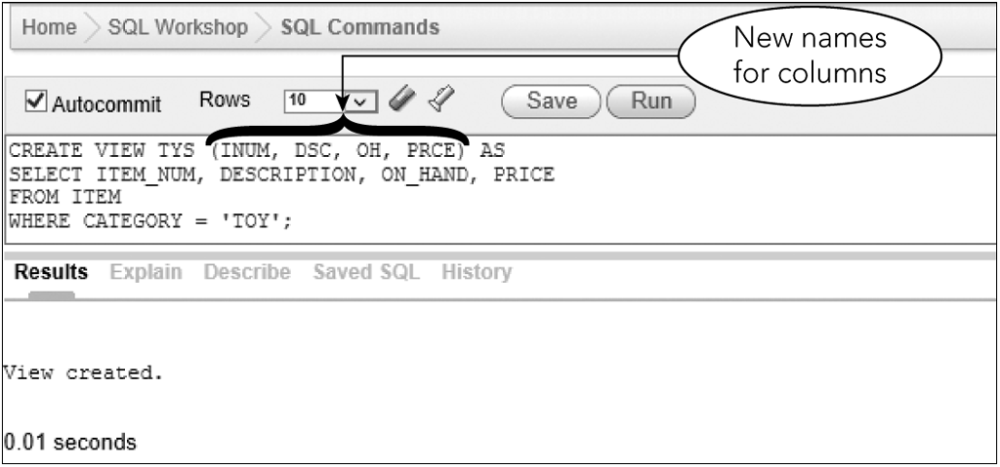 Home SQL Workshop SQL Commands
New names
for columns
Autocommit Rows 10 Save Run
CREATE VIEW TYS (INUM, DSC, OH, PRCE) AS
SELECT ITEM_NUM, DESCRIPTION, ON_HAND, PRICE
FROM ITEM
WHERE CATEGORY = 'TOY';
Results Explain Describe Saved SQL History
View created.
0.01 seconds